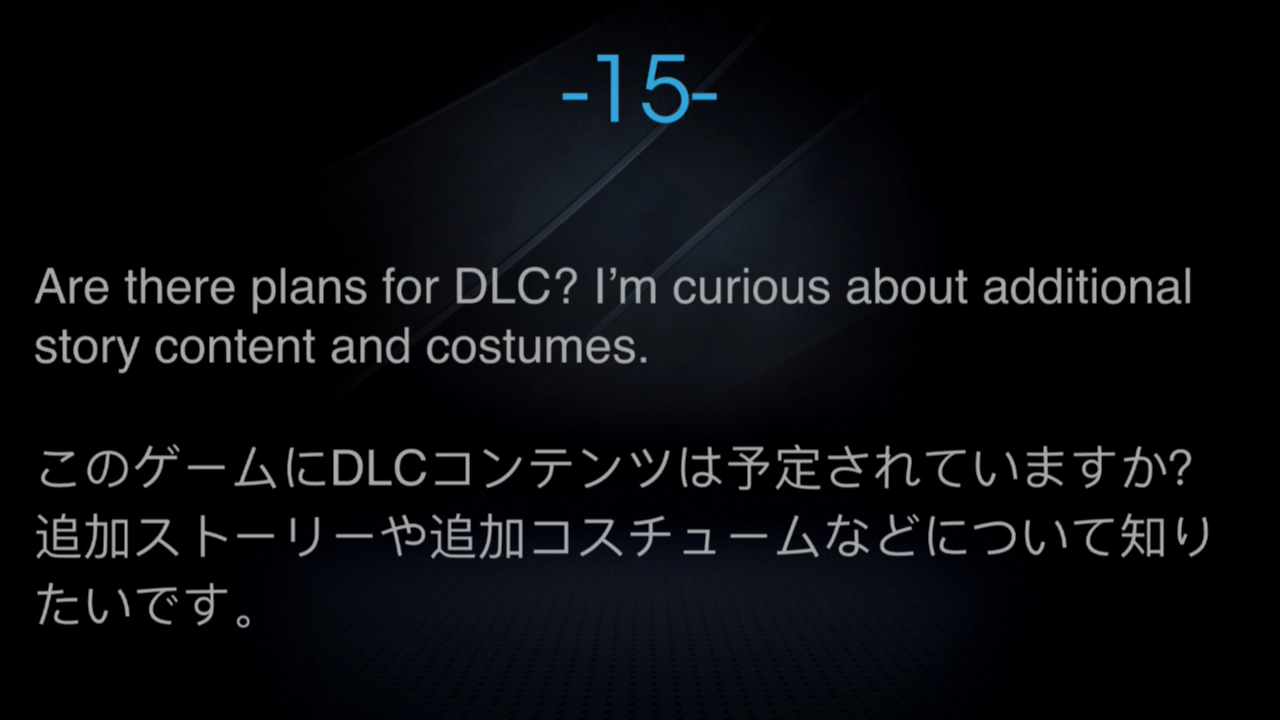 -15-
Are there plans for DLC? I’m curious about additional
story content and costumes.
このゲームにDLCコンテンツは予定されていますか?
追加ストーリーや追加コスチュームなどについて知り
たいです。